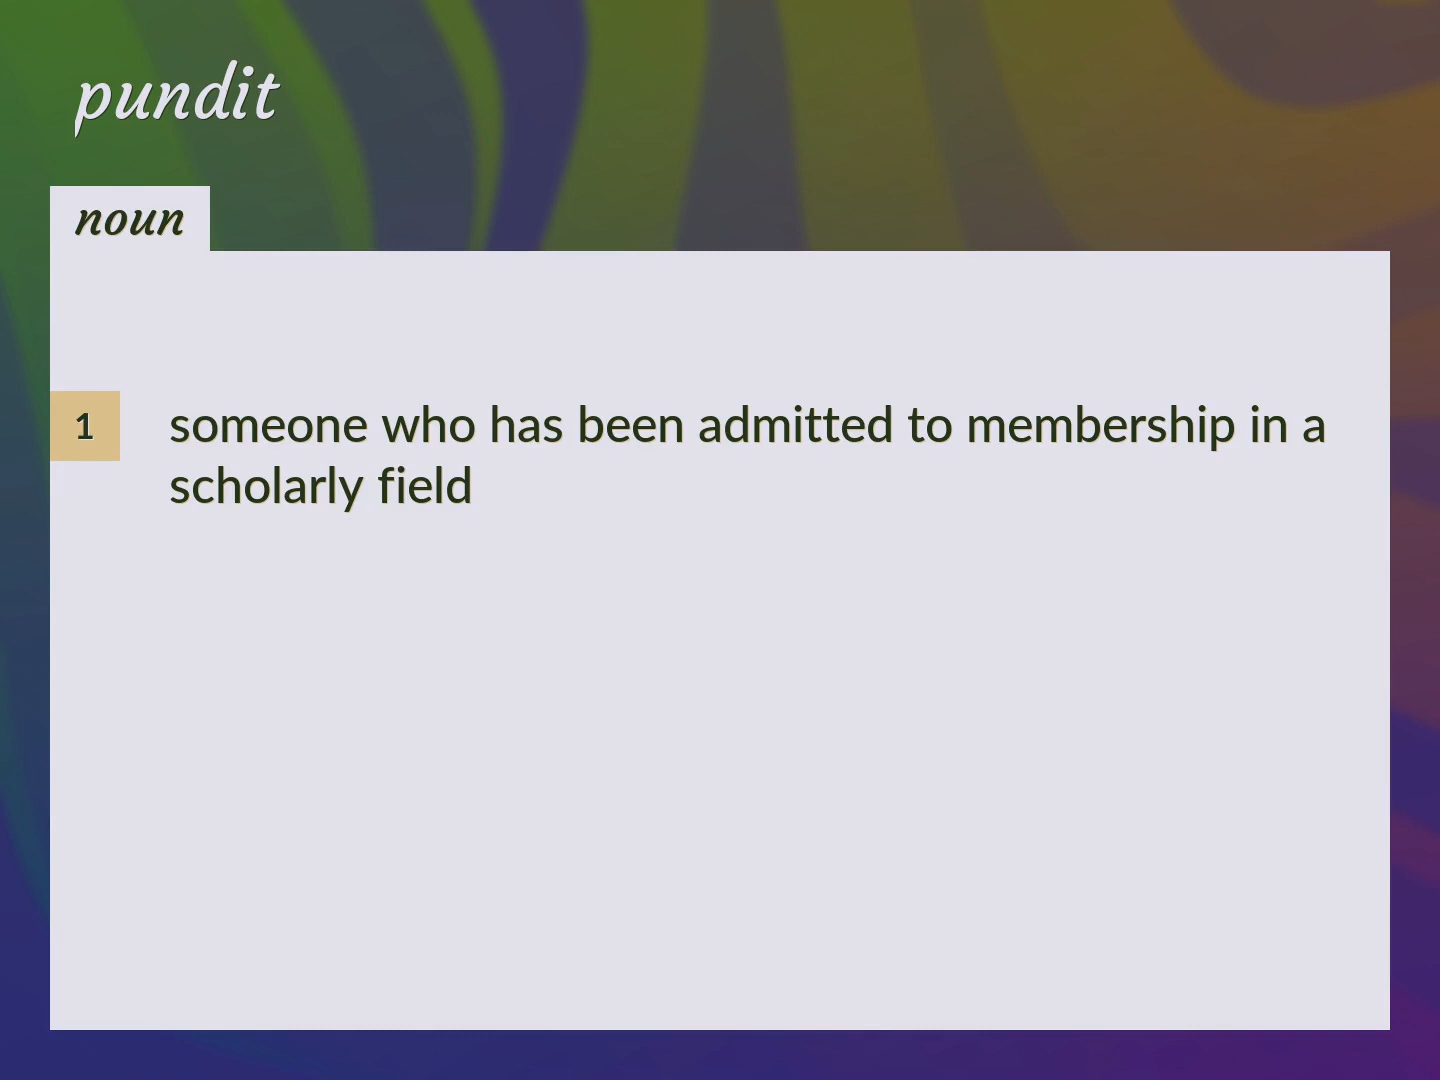 pundit
noun
1 someone who has been admitted to membership in a
scholarly field